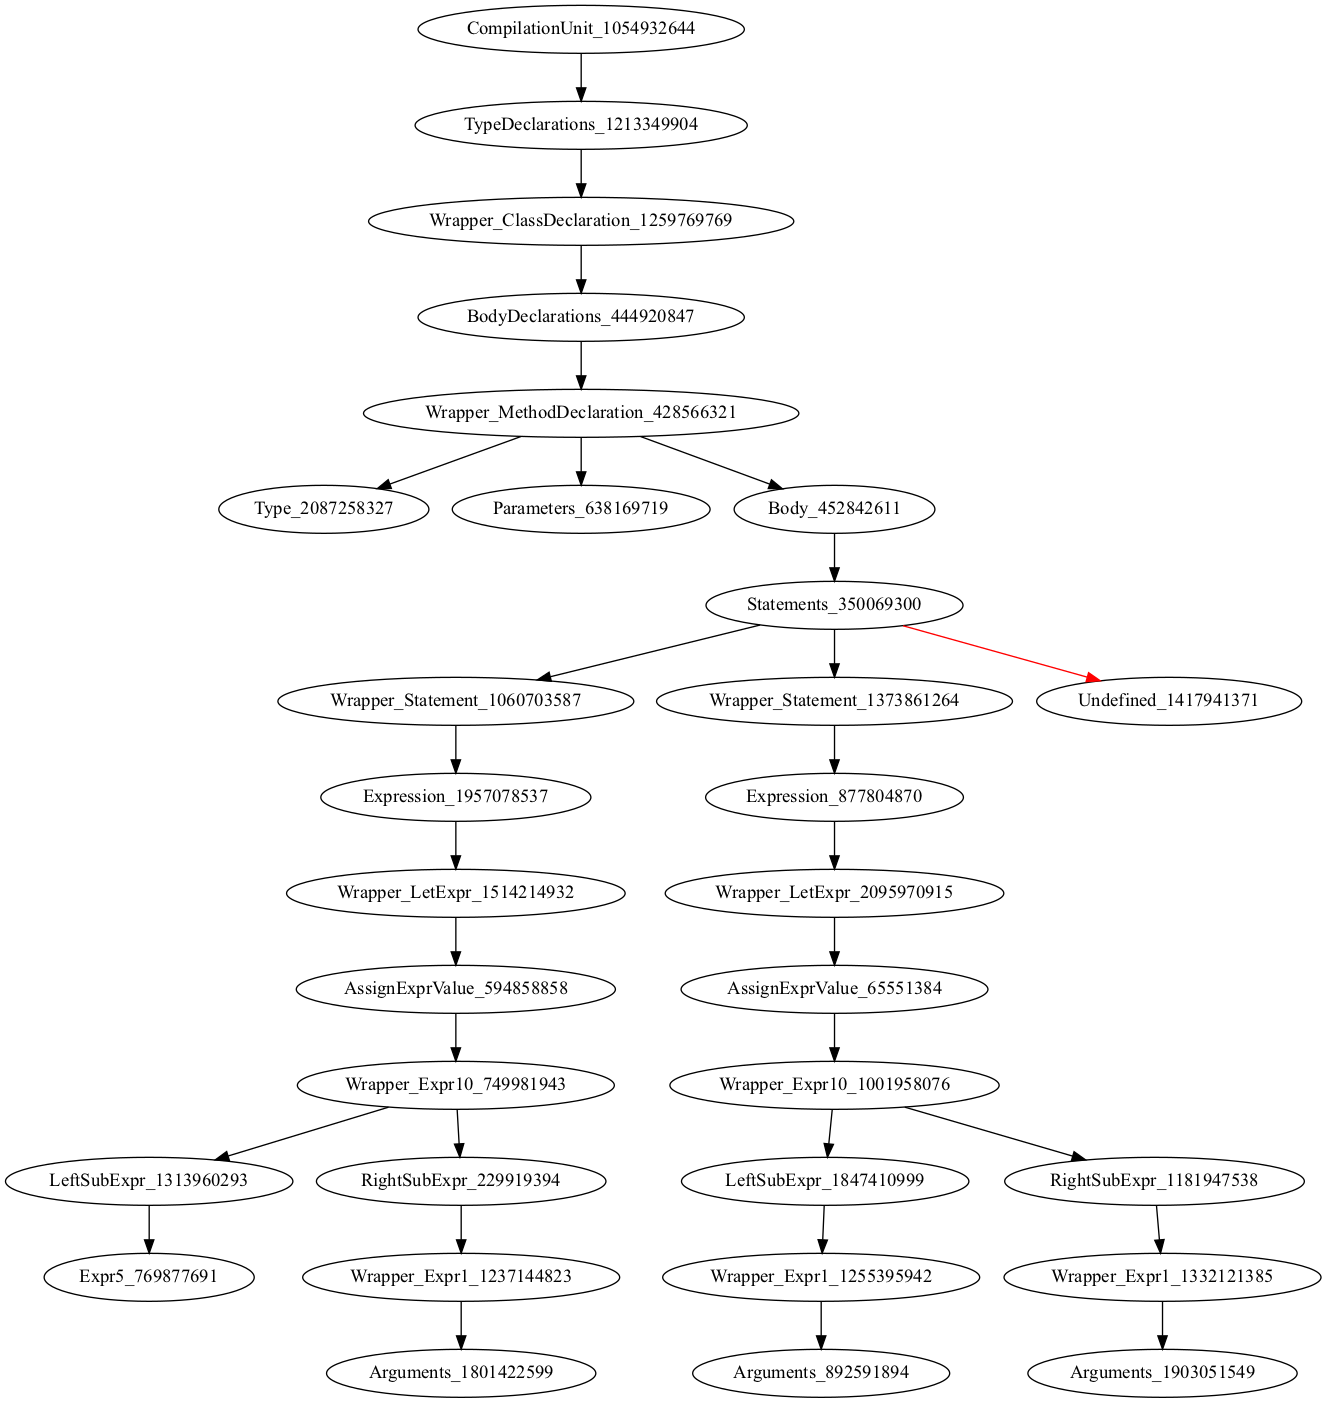 CompilationUnit_1054932644
TypeDeclarations_1213349904
Wrapper_ClassDeclaration_1259769769
BodyDeclarations_444920847
Wrapper_MethodDeclaration_428566321
Type_2087258327
Parameters_638169719
Body_452842611
Statements_350069300
Wrapper_Statement_1060703587
Wrapper_Statement_1373861264
Undefined_1417941371
Expression_1957078537
Expression_877804870
Wrapper_LetExpr_1514214932
Wrapper_LetExpr_2095970915
AssignExprValue_594858858
AssignExprValue_65551384
Wrapper_Expr10_749981943
Wrapper_Expr10_1001958076
LeftSubExpr_1313960293
RightSubExpr_229919394
LeftSubExpr_1847410999
RightSubExpr_1181947538
Expr5_769877691
Wrapper_Expr1_1237144823
Wrapper_Expr1_1255395942
Wrapper_Expr1_1332121385
Arguments_1801422599
Arguments_892591894
Arguments_1903051549